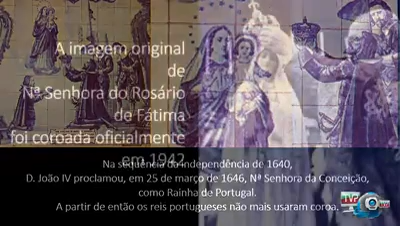 A imagem original
de
Nª Senhora do Rosário
de Fátima
foi coroada oficialmente
em 1942
Na sequência da independência de 1640,
D. João IV proclamou, em 25 de março de 1646, Nª Senhora da Conceição,
como Rainha de Portugal.
A partir de então os reis portugueses não mais usaram coroa.